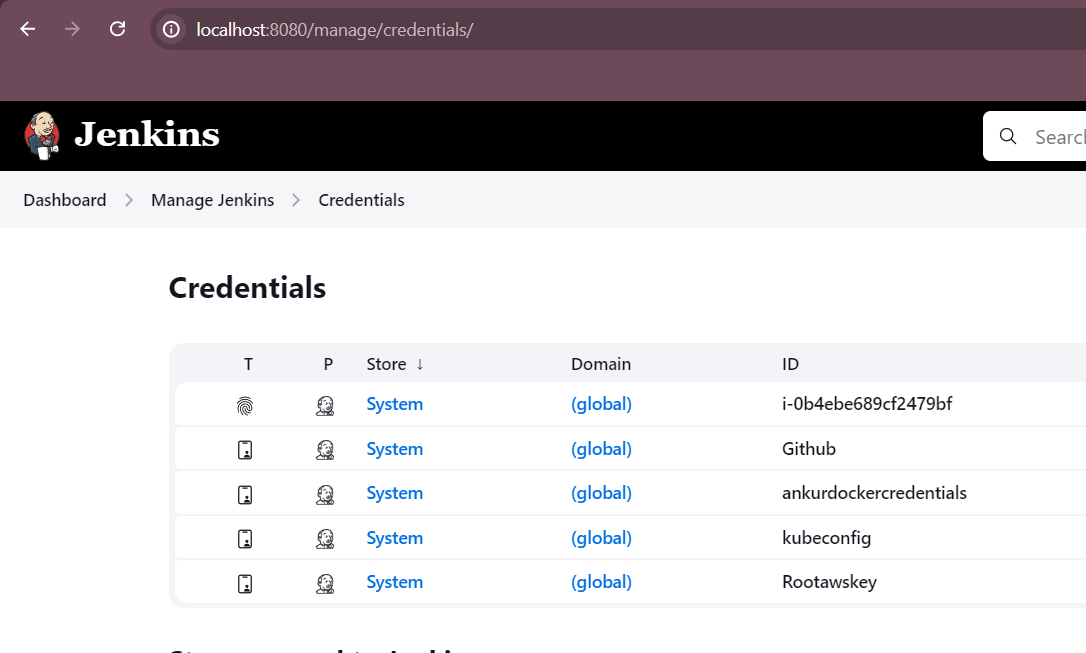 localhost:8080/manage/credentials/
Jenkins
Search
Dashboard > Manage Jenkins > Credentials
Credentials
T P Store ↓ Domain ID
System (global) i-0b4ebe689cf2479bf
System (global) Github
System (global) ankurdockercredentials
System (global) kubeconfig
System (global) Rootawskey